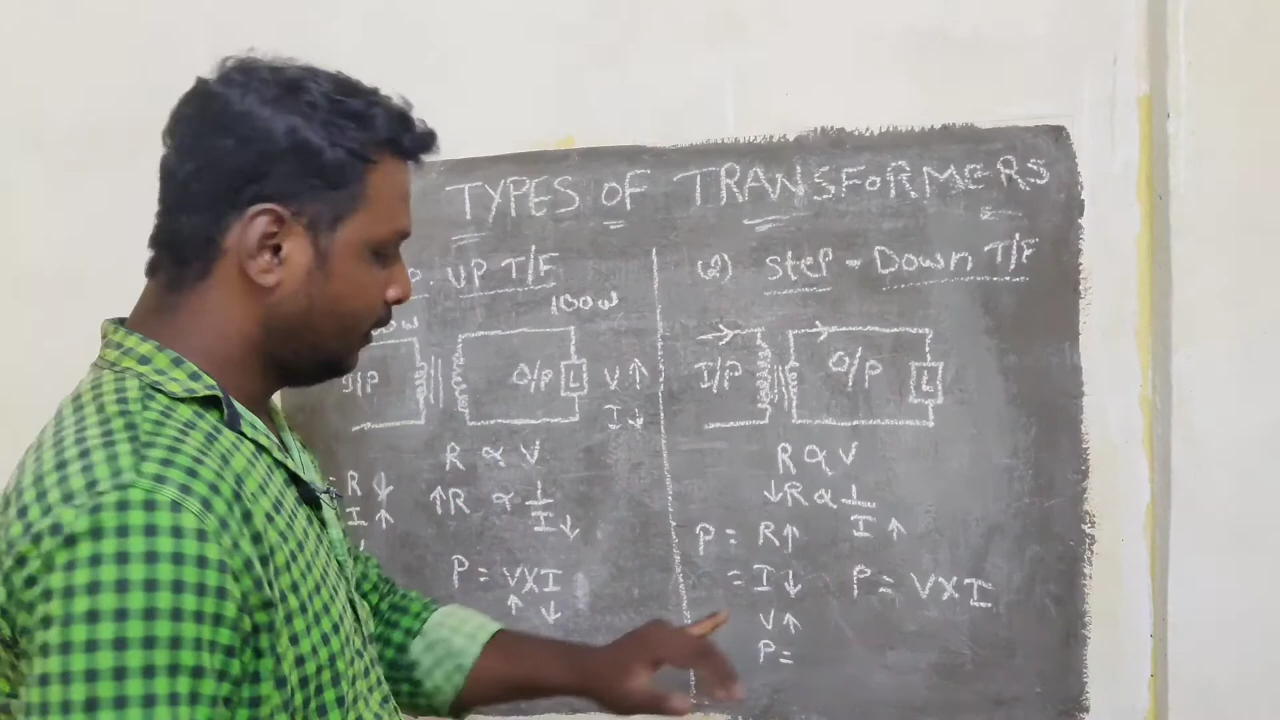 TYPES OF TRANSFORMERS
UP T/F
100w
I/P
O/P
L
V ↑
I ↓
R ∝ V
R ↓
I ↑
↑R ∝ 1/I ↓
P = V×I
↑ ↓
(2) Step - Down T/F
I/P
O/P
L
R ∝ V
↓R ∝ 1/I ↑
P = R↑
= I ↓
V ↑
P =
P = V×I